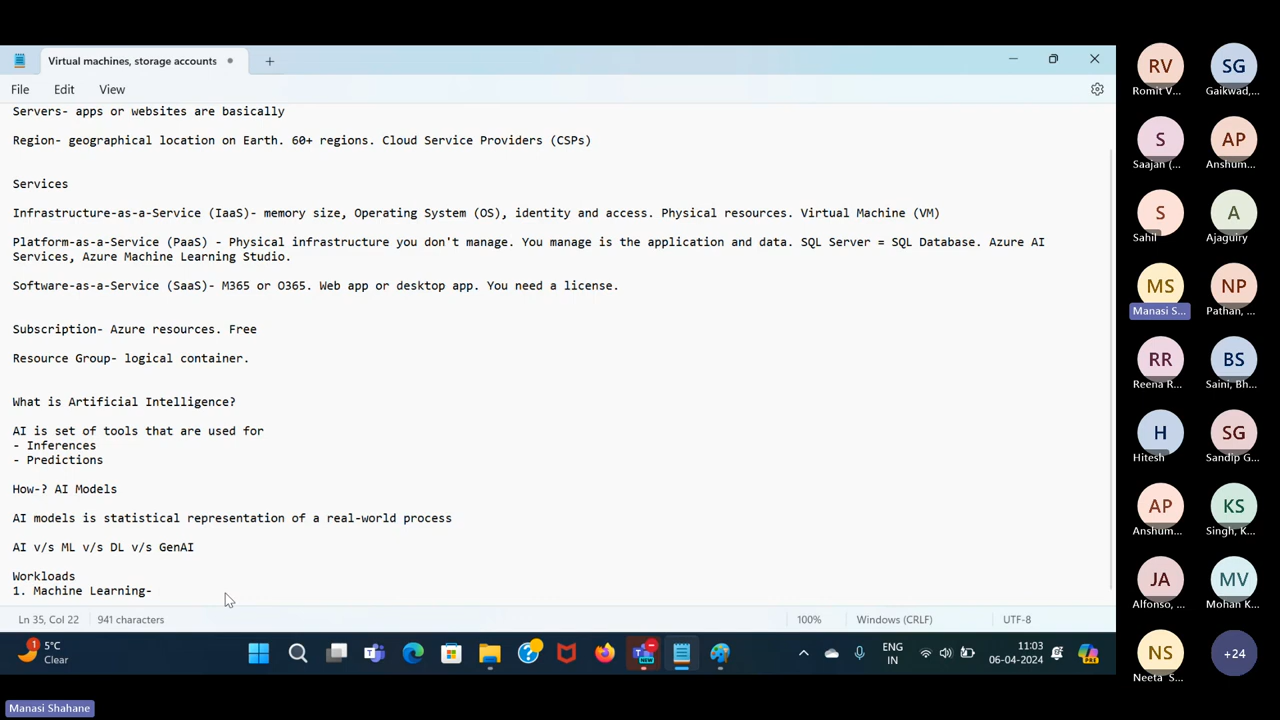 Virtual machines, storage accounts
File Edit View
Servers- apps or websites are basically
Region- geographical location on Earth. 60+ regions. Cloud Service Providers (CSPs)
Services
Infrastructure-as-a-Service (IaaS)- memory size, Operating System (OS), identity and access. Physical resources. Virtual Machine (VM)
Platform-as-a-Service (PaaS) - Physical infrastructure you don't manage. You manage is the application and data. SQL Server = SQL Database. Azure AI
Services, Azure Machine Learning Studio.
Software-as-a-Service (SaaS)- M365 or O365. Web app or desktop app. You need a license.
Subscription- Azure resources. Free
Resource Group- logical container.
What is Artificial Intelligence?
AI is set of tools that are used for
- Inferences
- Predictions
How-? AI Models
AI models is statistical representation of a real-world process
AI v/s ML v/s DL v/s GenAI
Workloads
1. Machine Learning-
Ln 35, Col 22 941 characters 100% Windows (CRLF) UTF-8
1
5°C
Clear
NEW
ENG
IN
11:03
06-04-2024
PRE
Manasi Shahane
RV SG
Romit V... Gaikwad,...
S AP
Saajan (... Anshum...
S A
Sahil Ajaguiry
MS NP
Manasi S... Pathan, ...
RR BS
Reena R... Saini, Bh...
H SG
Hitesh Sandip G...
AP KS
Anshum... Singh, K...
JA MV
Alfonso, ... Mohan K...
NS +24
Neeta S...